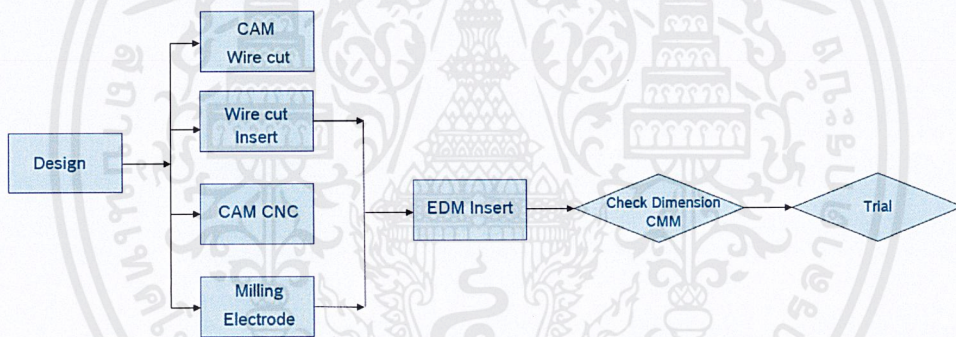 CAM
Wire cut
Wire cut
Insert
Design
CAM CNC
EDM Insert
Check Dimension
CMM
Trial
Milling
Electrode